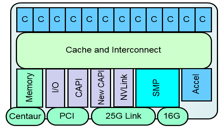 C C C C C C C C C C C C
Cache and Interconnect
Memory
I/O
CAPI
New CAPI
NVLink
SMP
Accel
Centaur
PCI
25G Link
16G